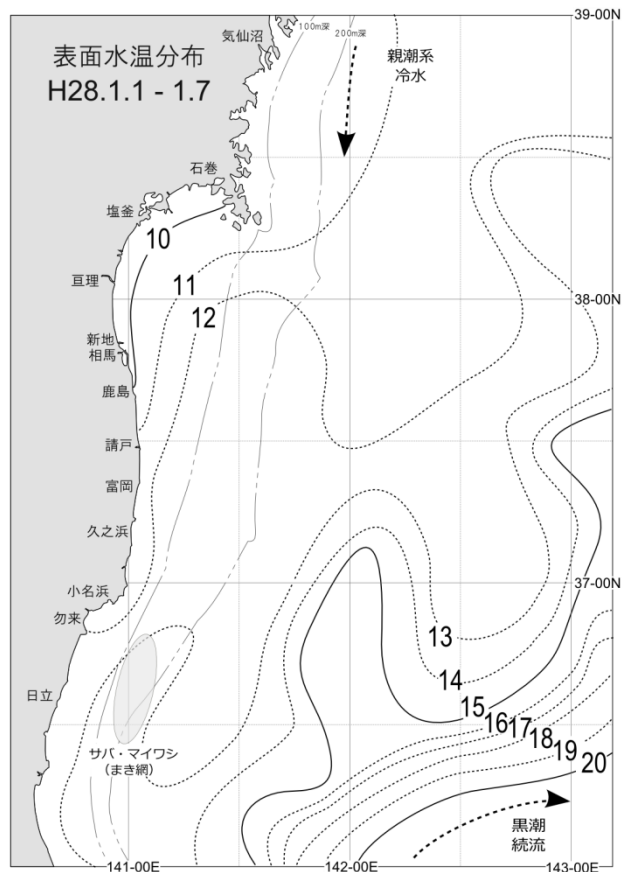 39-00N
100m深
200m深
気仙沼
表面水温分布
H28.1.1 - 1.7
親潮系
冷水
石巻
塩釜
10
11
亘理
38-00N
12
新地
相馬
鹿島
請戸
富岡
久之浜
小名浜
37-00N
勿来
13
14
日立
15
16
17
18
19
20
サバ・マイワシ
(まき網)
黒潮
続流
141-00E
142-00E
143-00E